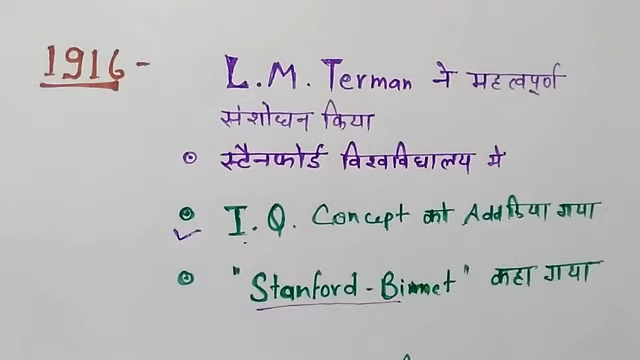 1916 - L.M. Terman ने महत्वपूर्ण
संशोधन किया
स्टैनफोर्ड विश्वविद्यालय में
I.Q. Concept को Add किया गया
"Stanford - Binnet" कहा गया